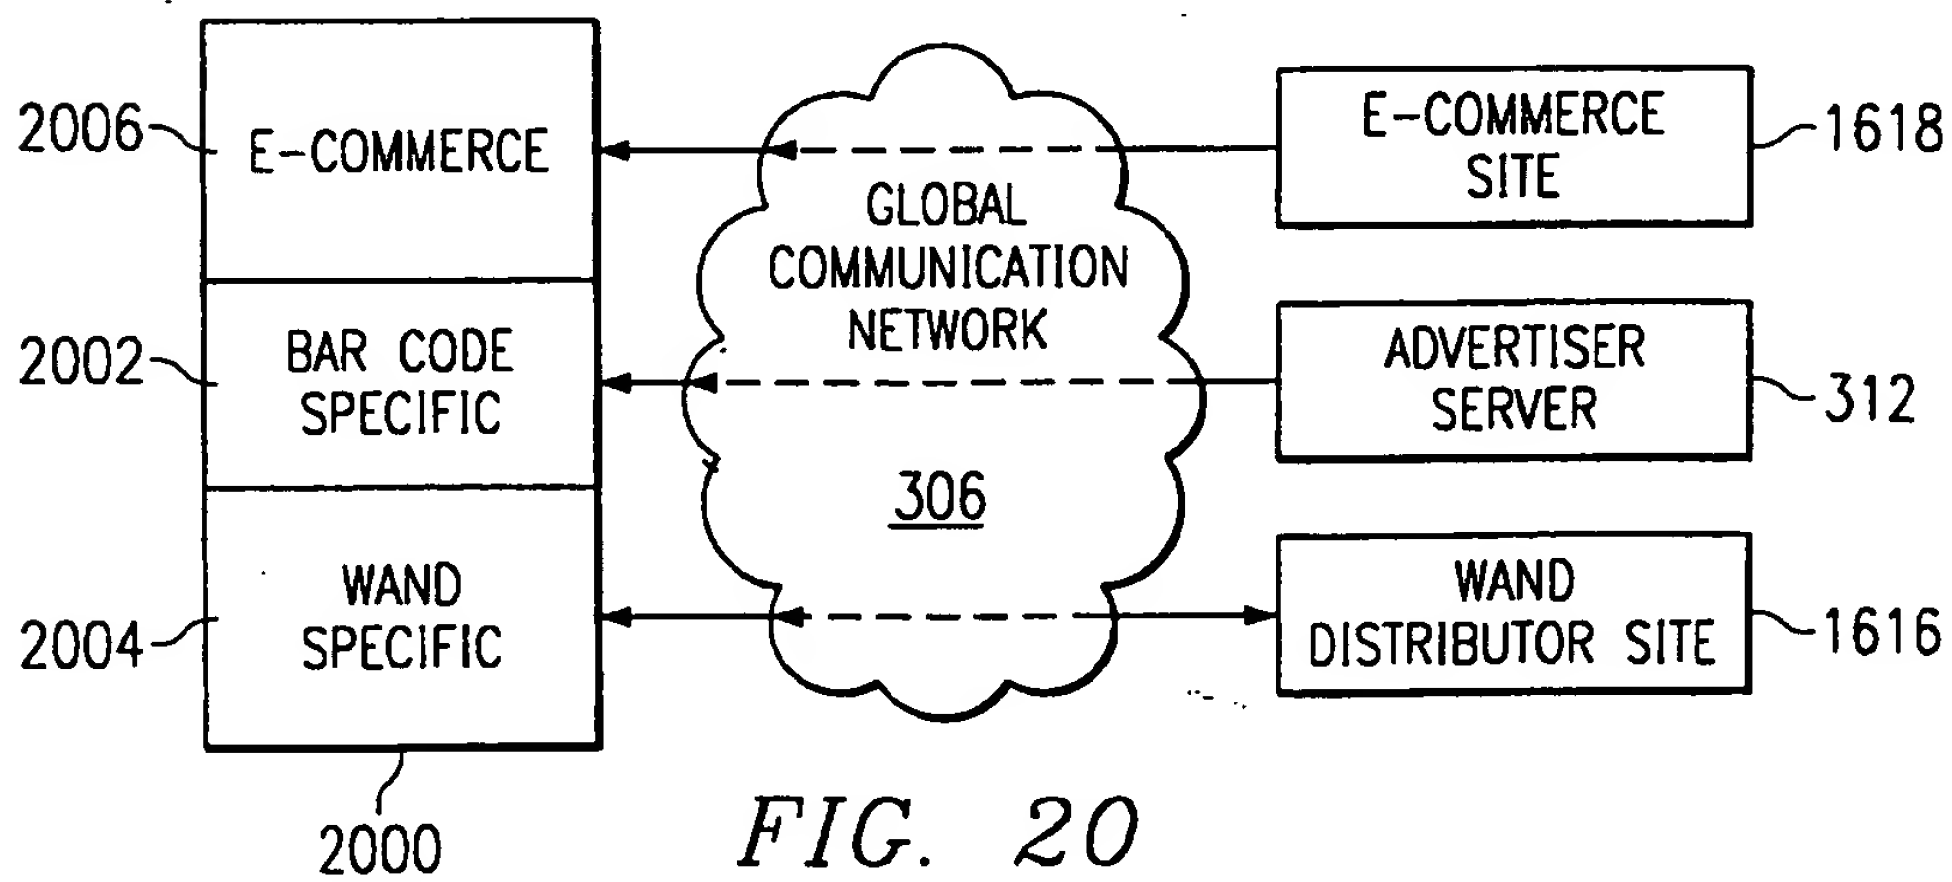 2006
E-COMMERCE
2002
BAR CODE
SPECIFIC
2004
WAND
SPECIFIC
2000
GLOBAL
COMMUNICATION
NETWORK
306
E-COMMERCE
SITE
1618
ADVERTISER
SERVER
312
WAND
DISTRIBUTOR SITE
1616
FIG. 20